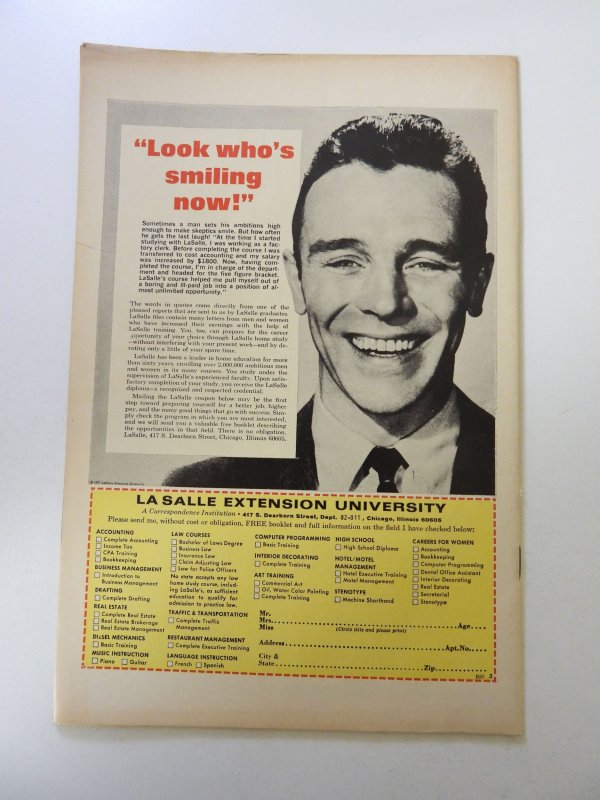 “Look who’s
smiling
now!”
Sometimes a man sets his ambitions high
enough to make skeptics smile. But how often
he gets the last laugh! “At the time I started
studying with LaSalle, I was working as a fac-
tory clerk. Before completing the course I was
transferred to cost accounting and my salary
was increased by $1800. Now, having com-
pleted the course, I’m in charge of the depart-
ment and headed for the five figure bracket.
LaSalle’s course helped me pull myself out of
a boring and ill-paid job into a position of al-
most unlimited opportunity.”
The words in quotes come directly from one of the
pleased reports that are sent to us by LaSalle graduates.
LaSalle files contain many letters from men and women
who have increased their earnings with the help of
LaSalle training. You, too, can prepare for the career
opportunity of your choice through LaSalle home study
—without interfering with your present work—and by de-
voting only a little of your spare time.
LaSalle has been a leader in home education for more
than sixty years, enrolling over 2,000,000 ambitious men
and women in its many courses. You study under the
supervision of LaSalle’s experienced faculty. Upon satis-
factory completion of your study, you receive the LaSalle
diploma—a recognized and respected credential.
Mailing the LaSalle coupon below may be the first
step toward preparing yourself for a better job, higher
pay, and the many good things that go with success. Sim-
ply check the program in which you are most interested,
and we will send you a valuable free booklet describing
the opportunities in that field. There is no obligation.
LaSalle, 417 S. Dearborn Street, Chicago, Illinois 60605.
LA SALLE EXTENSION UNIVERSITY
A Correspondence Institution • 417 S. Dearborn Street, Dept. 82-011, Chicago, Illinois 60605
Please send me, without cost or obligation, FREE booklet and full information on the field I have checked below:
ACCOUNTING
Complete Accounting
Income Tax
CPA Training
Bookkeeping
BUSINESS MANAGEMENT
Introduction to
Business Management
DRAFTING
Complete Drafting
REAL ESTATE
Complete Real Estate
Real Estate Brokerage
Real Estate Management
DIESEL MECHANICS
Basic Training
MUSIC INSTRUCTION
Piano Guitar
LAW COURSES
Bachelor of Laws Degree
Business Law
Insurance Law
Claim Adjusting Law
Law for Police Officers
No state accepts any law
home study course, includ-
ing LaSalle’s, as sufficient
education to qualify for
admission to practice law.
TRAFFIC & TRANSPORTATION
Complete Traffic
Management
RESTAURANT MANAGEMENT
Complete Executive Training
LANGUAGE INSTRUCTION
French Spanish
COMPUTER PROGRAMMING
Basic Training
INTERIOR DECORATING
Complete Training
ART TRAINING
Commercial Art
Oil, Water Color Painting
Complete Training
HIGH SCHOOL
High School Diploma
HOTEL/MOTEL
MANAGEMENT
Hotel Executive Training
Motel Management
STENOTYPE
Machine Shorthand
CAREERS FOR WOMEN
Accounting
Bookkeeping
Computer Programming
Dental Office Assistant
Interior Decorating
Real Estate
Secretarial
Stenotype
Mr.
Mrs.
Miss (Circle title and please print) Age
Address Apt.No.
City &
State Zip